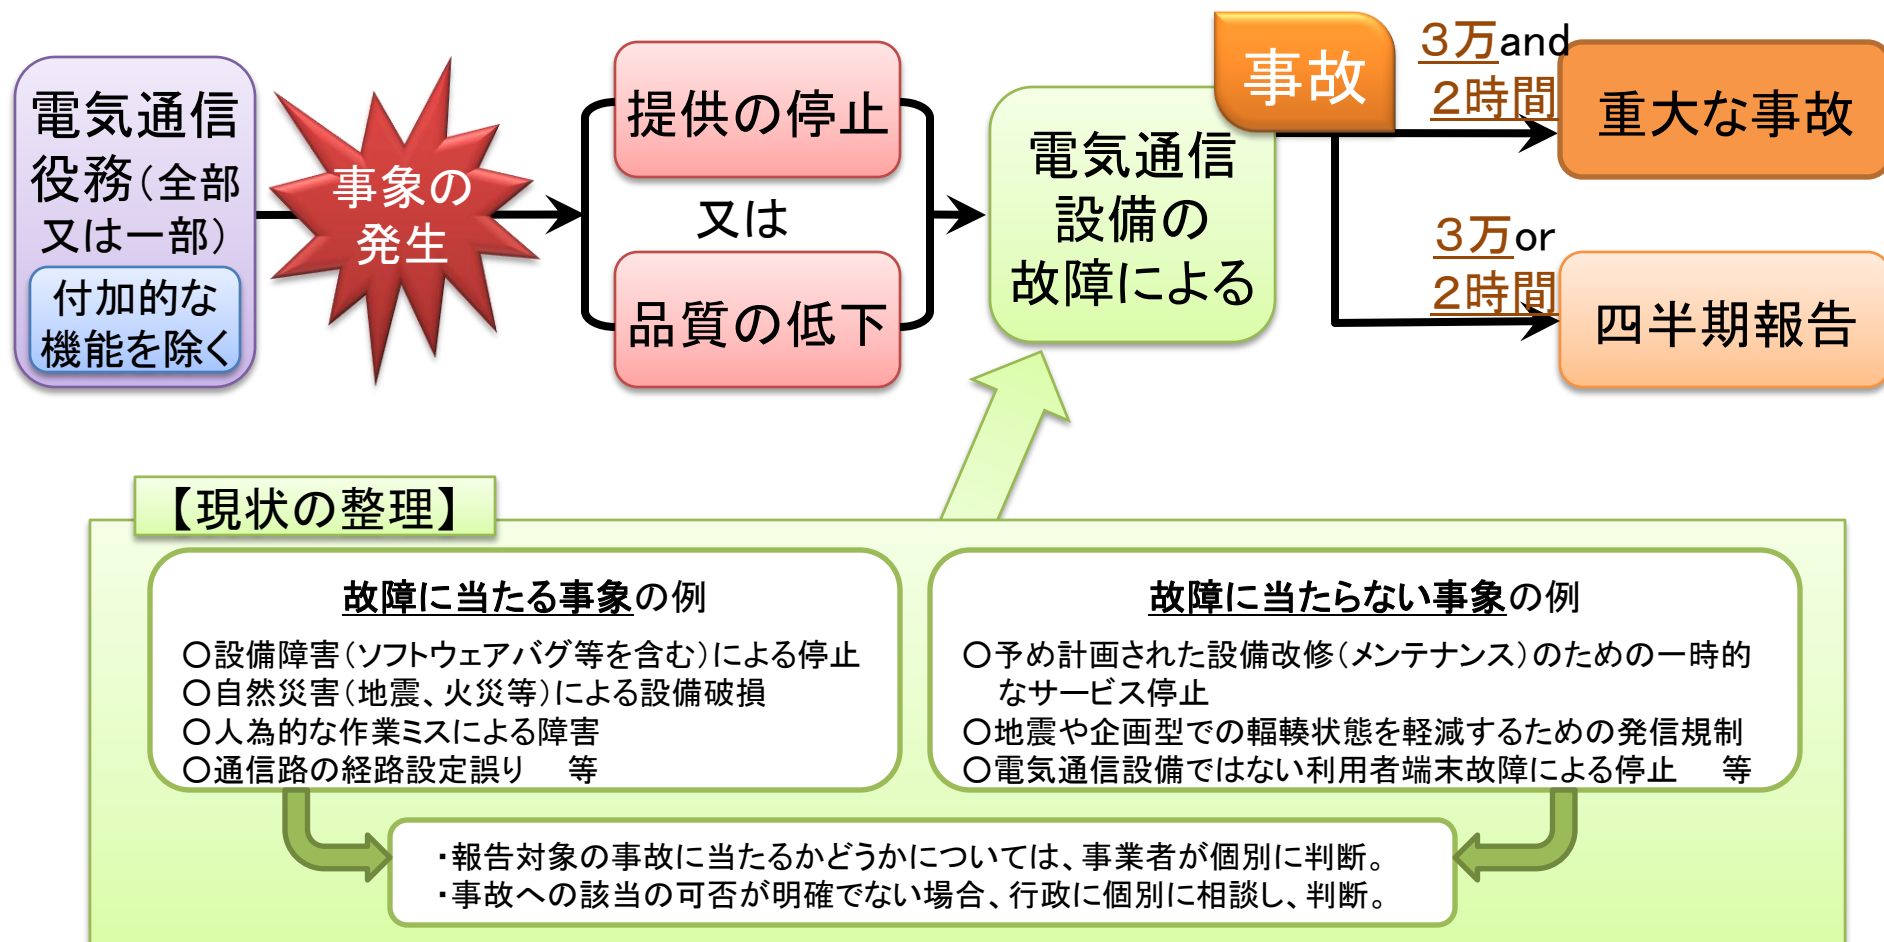 電気通信
役務（全部
又は一部）
付加的な
機能を除く
事象の
発生
提供の停止
又は
品質の低下
電気通信
設備の
故障による
事故
３万and
２時間
重大な事故
３万or
２時間
四半期報告
【現状の整理】
故障に当たる事象の例
○設備障害（ソフトウェアバグ等を含む）による停止
○自然災害（地震、火災等）による設備破損
○人為的な作業ミスによる障害
○通信路の経路設定誤り　等
故障に当たらない事象の例
○予め計画された設備改修（メンテナンス）のための一時的
なサービス停止
○地震や企画型での輻輳状態を軽減するための発信規制
○電気通信設備ではない利用者端末故障による停止　等
・報告対象の事故に当たるかどうかについては、事業者が個別に判断。
・事故への該当の可否が明確でない場合、行政に個別に相談し、判断。